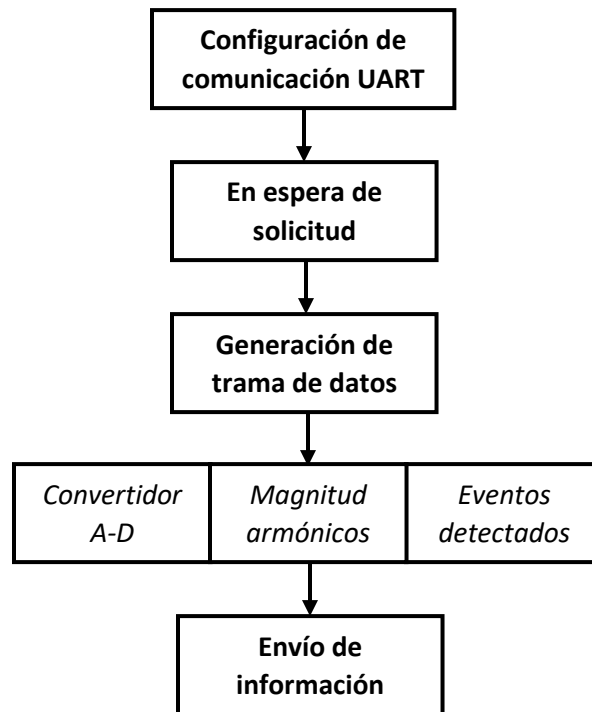 Configuración de
comunicación UART
En espera de
solicitud
Generación de
trama de datos
Convertidor
A-D
Magnitud
armónicos
Eventos
detectados
Envío de
información